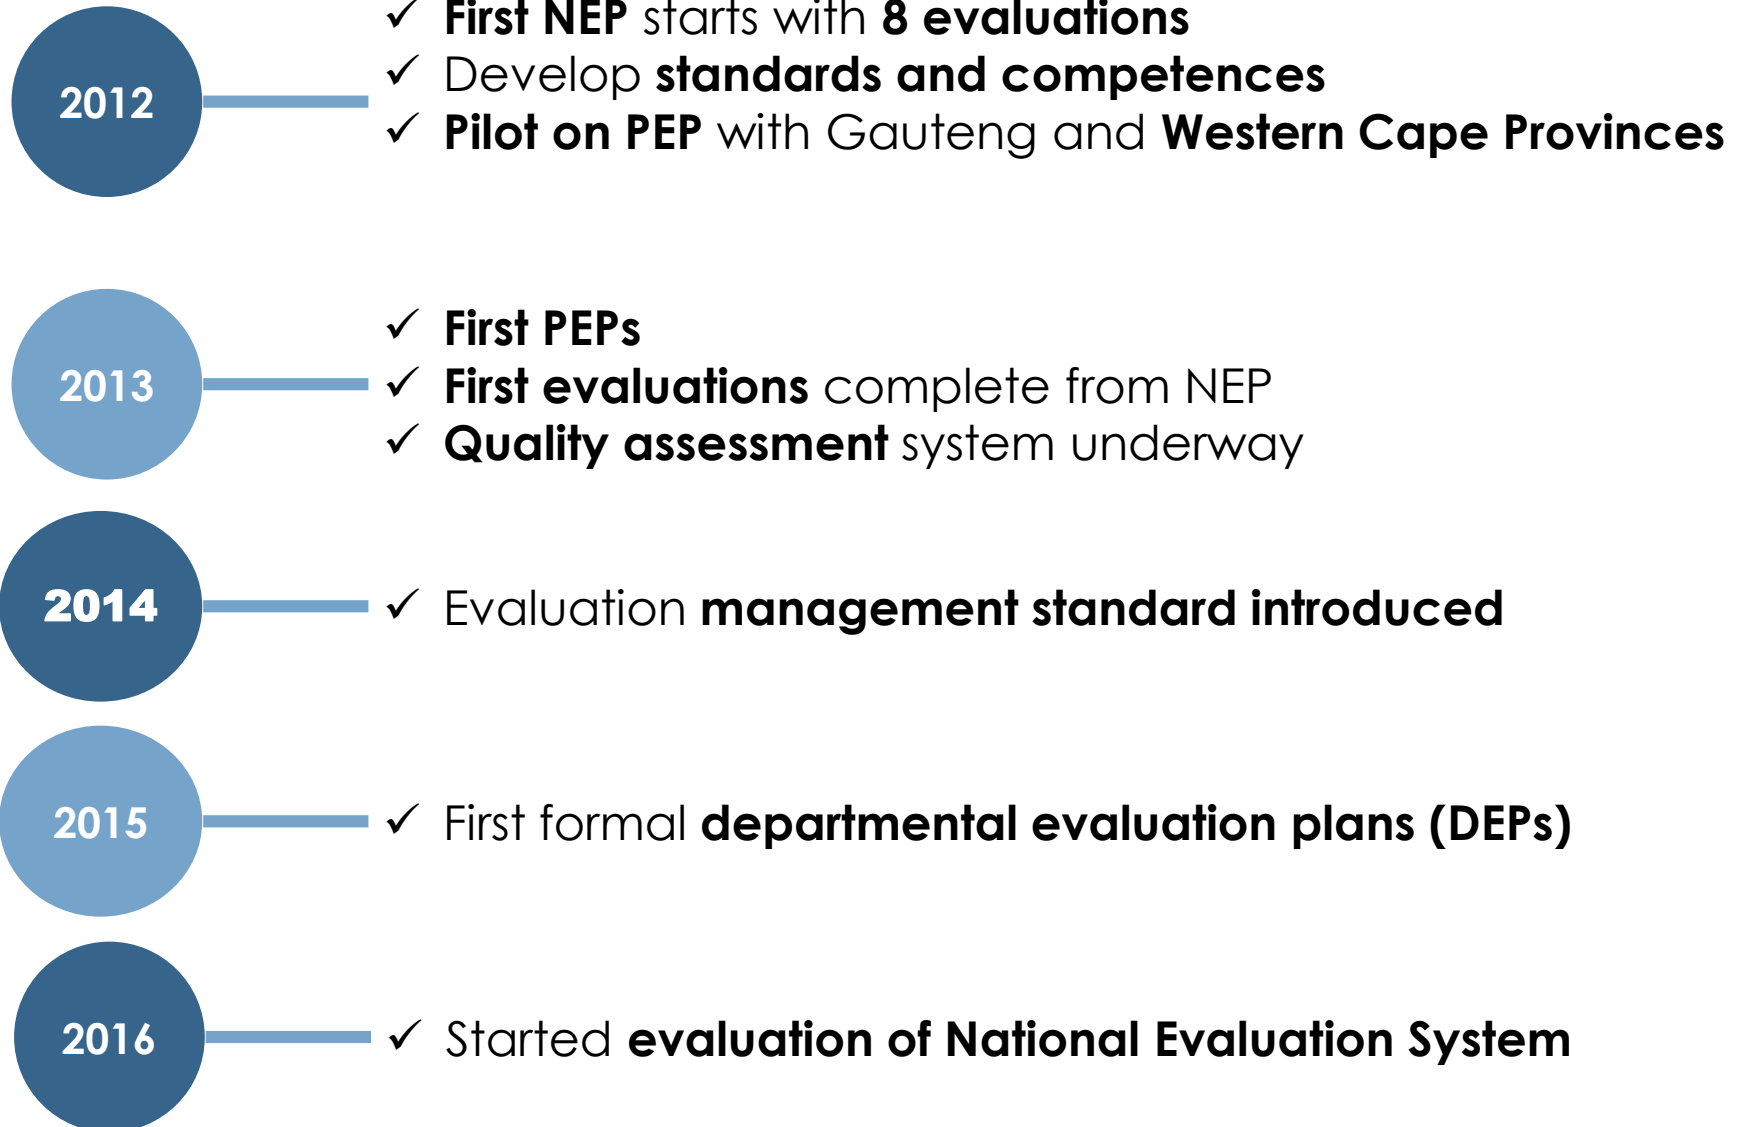 2012
✓ First NEP starts with 8 evaluations
✓ Develop standards and competences
✓ Pilot on PEP with Gauteng and Western Cape Provinces
2013
✓ First PEPs
✓ First evaluations complete from NEP
✓ Quality assessment system underway
2014
✓ Evaluation management standard introduced
2015
✓ First formal departmental evaluation plans (DEPs)
2016
✓ Started evaluation of National Evaluation System